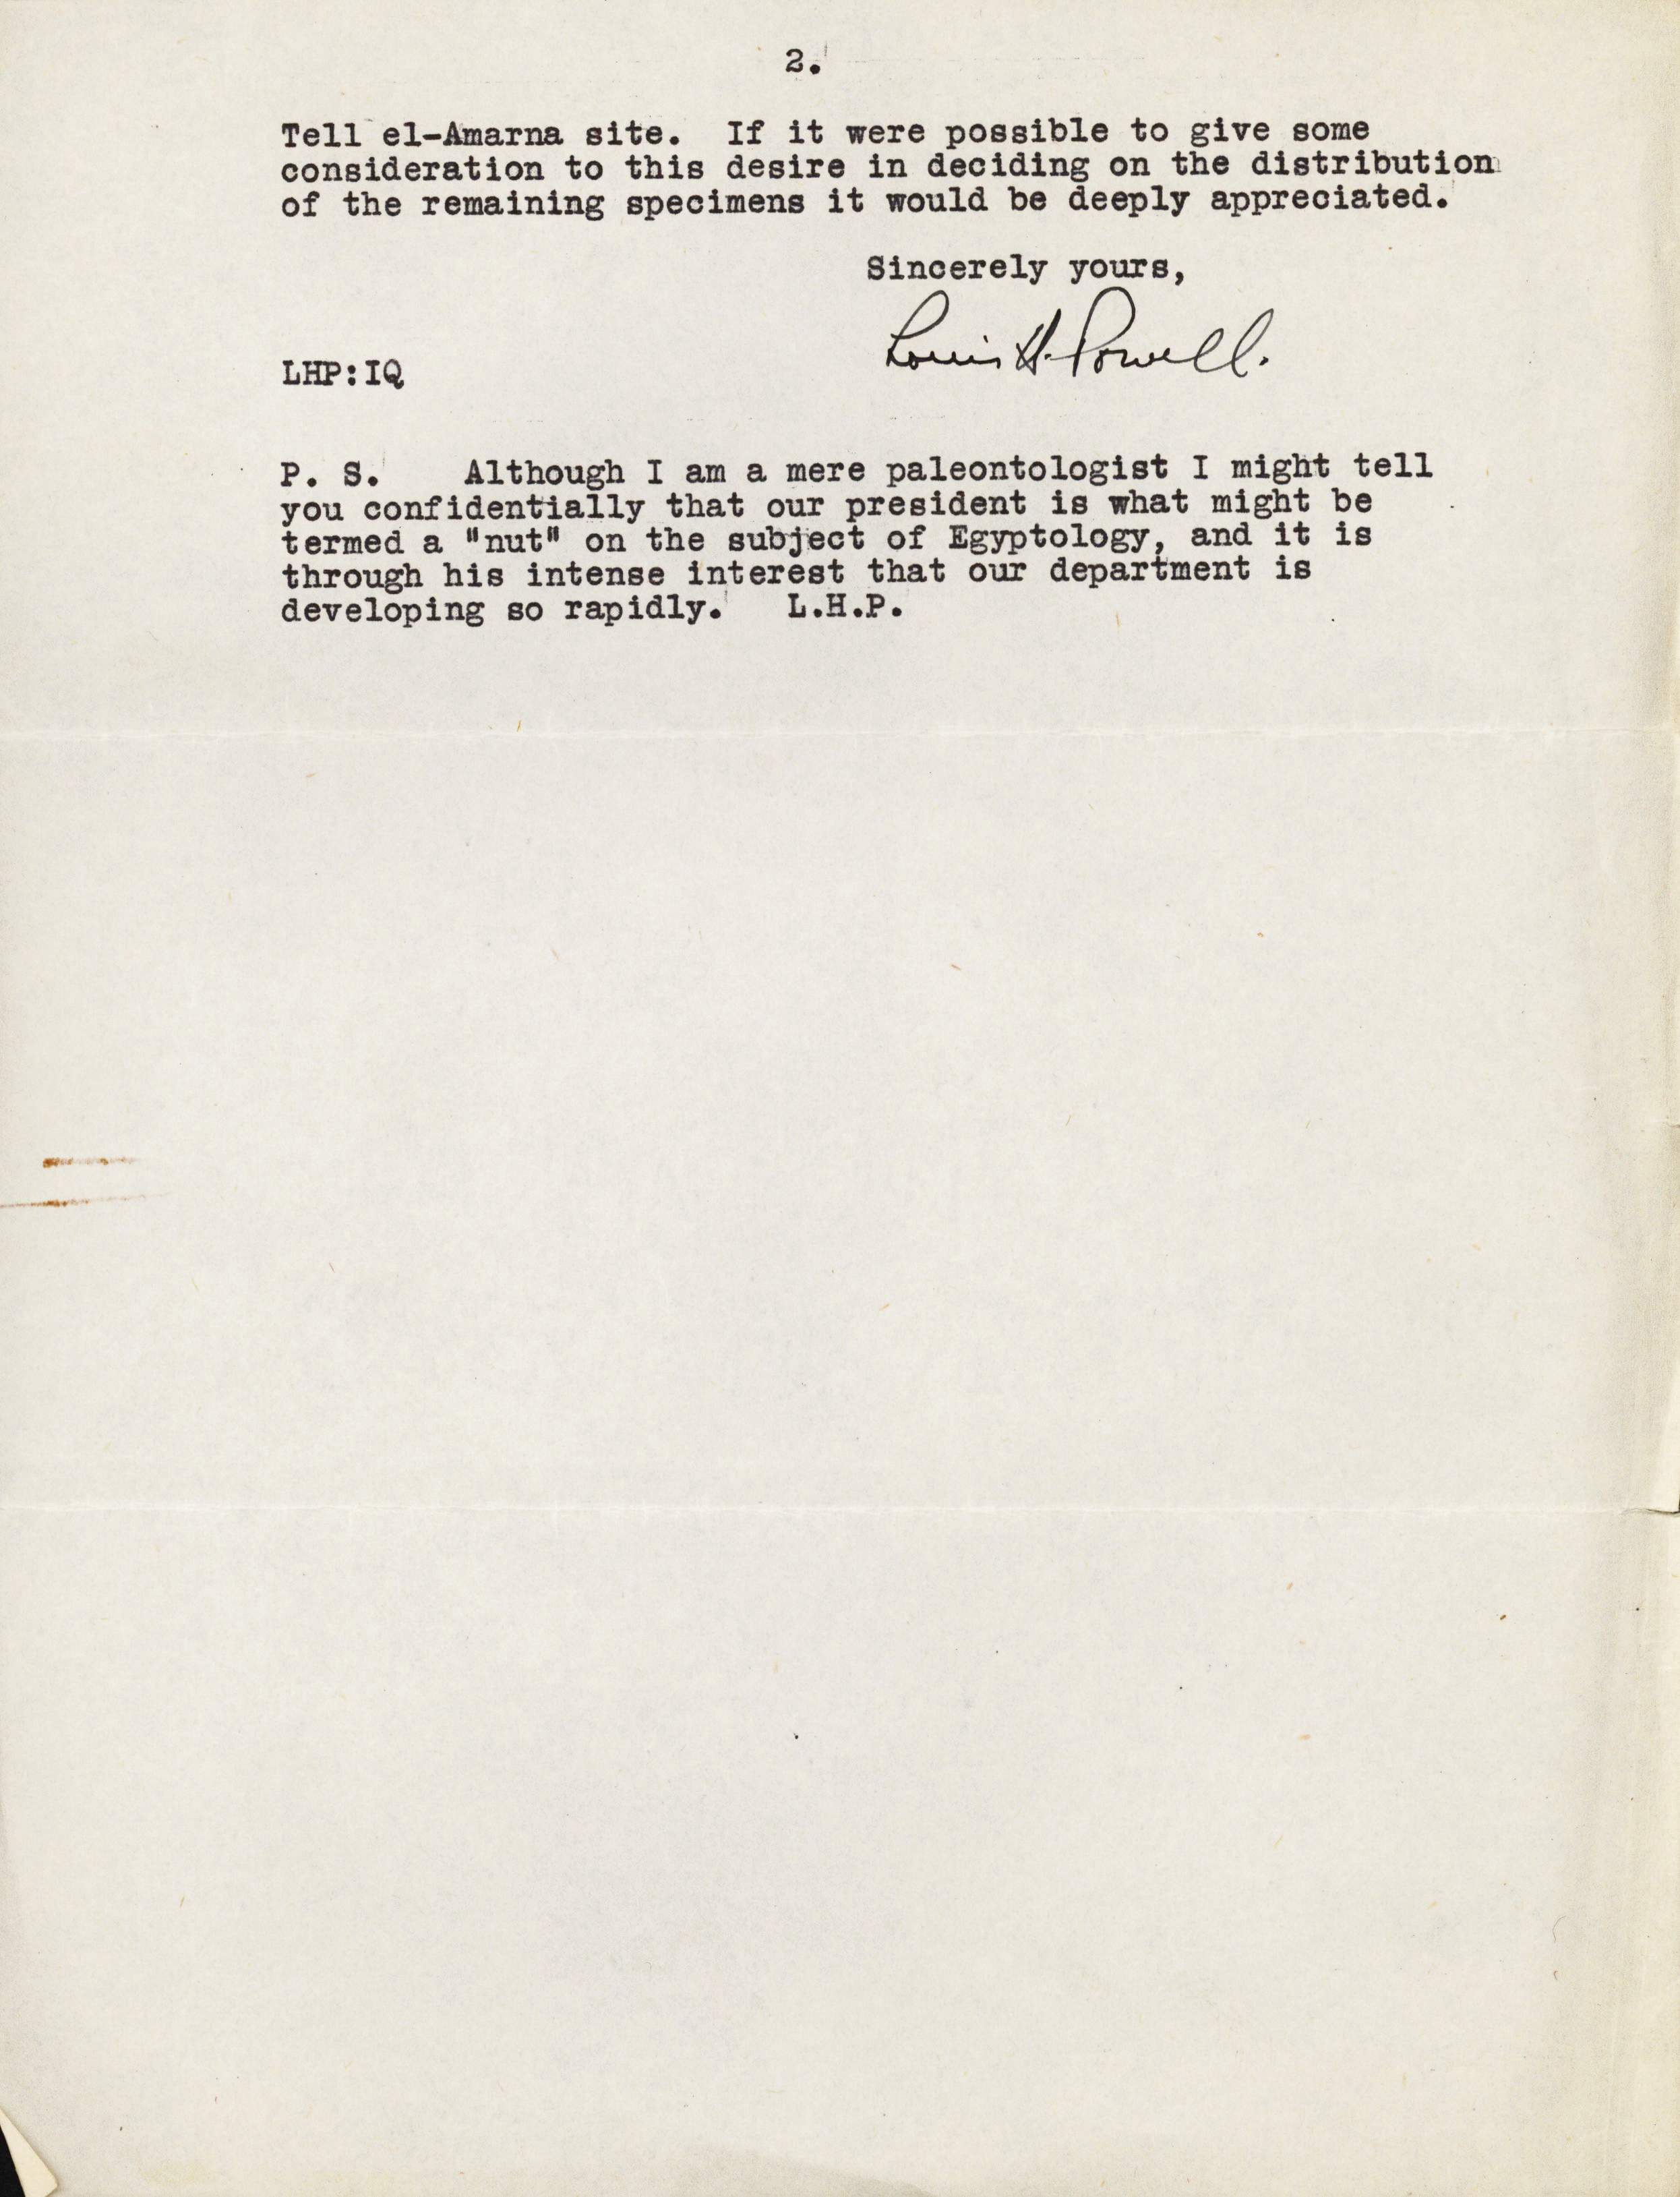 2.
Tell el-Amarna site. If it were possible to give some
consideration to this desire in deciding on the distribution
of the remaining specimens it would be deeply appreciated.
Sincerely yours,
Louis H. Powell.
LHP:IQ
P. S. Although I am a mere paleontologist I might tell
you confidentially that our president is what might be
termed a "nut" on the subject of Egyptology, and it is
through his intense interest that our department is
developing so rapidly. L.H.P.